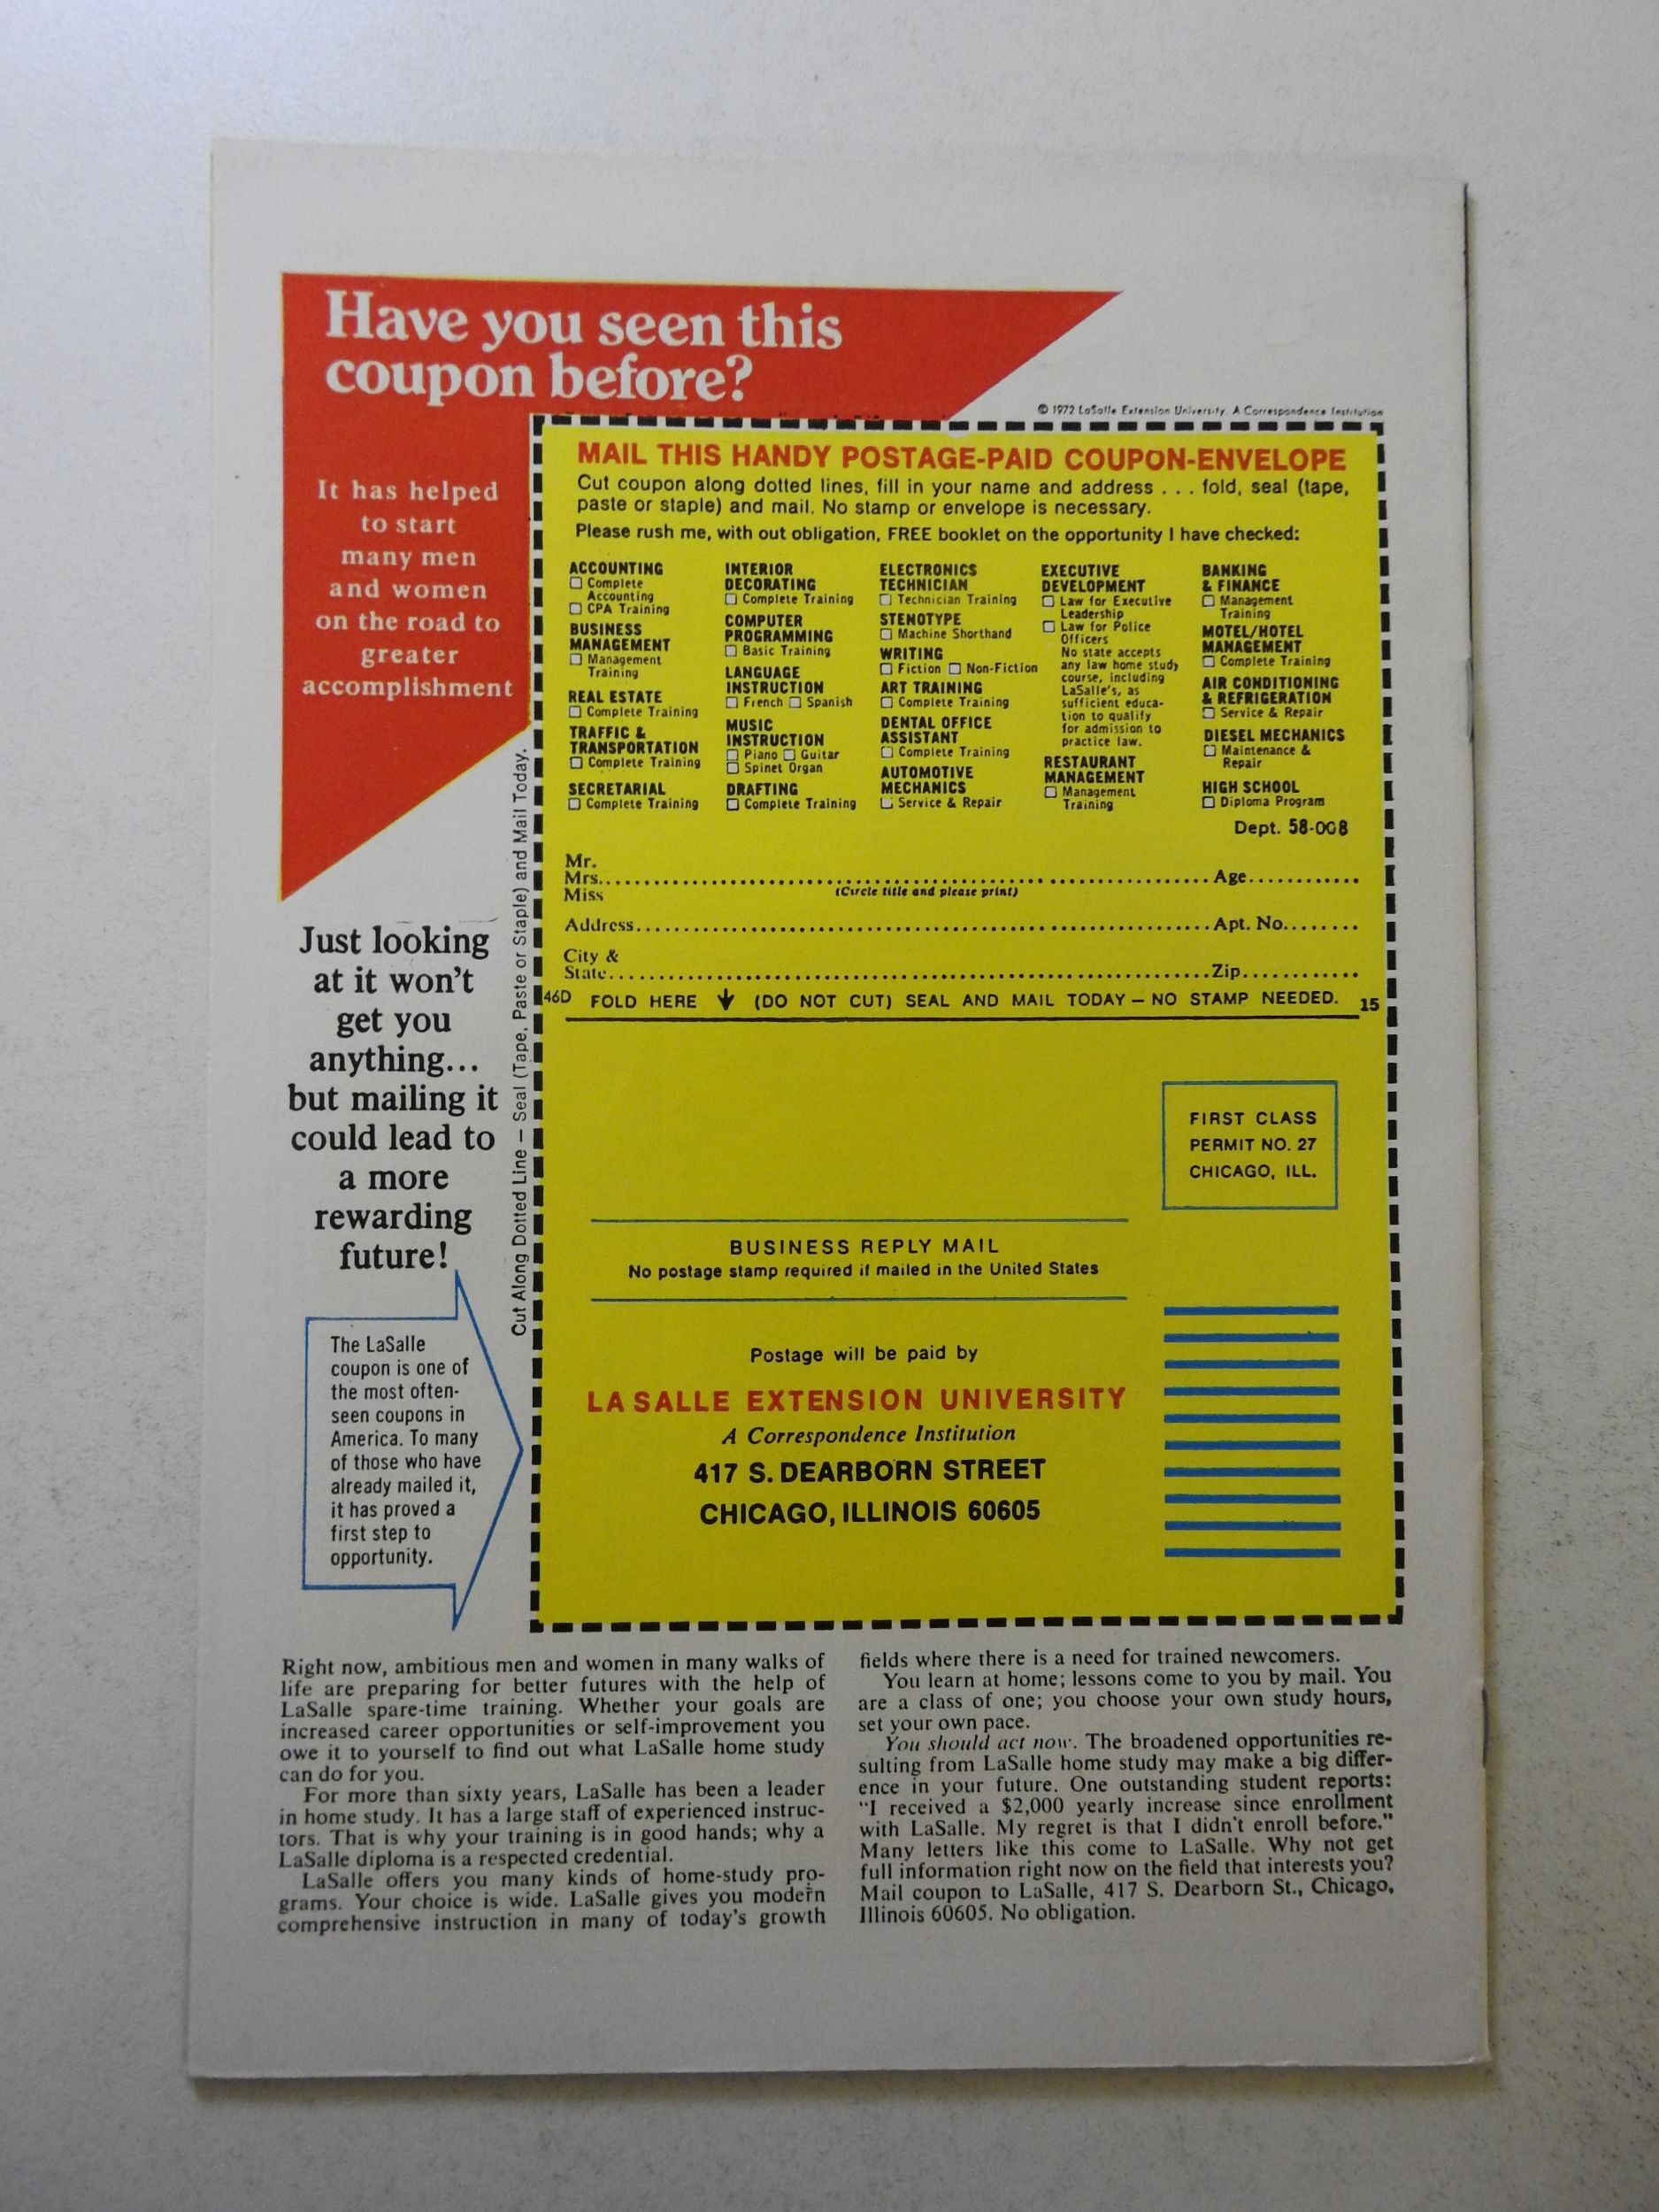 Have you seen this
coupon before?
It has helped
to start
many men
and women
on the road to
greater
accomplishment
© 1972 LaSalle Extension University. A Correspondence Institution
MAIL THIS HANDY POSTAGE-PAID COUPON-ENVELOPE
Cut coupon along dotted lines, fill in your name and address . . . fold, seal (tape,
paste or staple) and mail. No stamp or envelope is necessary.
Please rush me, with out obligation, FREE booklet on the opportunity I have checked:
ACCOUNTING
☐ Complete
Accounting
☐ CPA Training
BUSINESS
MANAGEMENT
☐ Management
Training
REAL ESTATE
☐ Complete Training
TRAFFIC &
TRANSPORTATION
☐ Complete Training
SECRETARIAL
☐ Complete Training
INTERIOR
DECORATING
☐ Complete Training
COMPUTER
PROGRAMMING
☐ Basic Training
LANGUAGE
INSTRUCTION
☐ French ☐ Spanish
MUSIC
INSTRUCTION
☐ Piano ☐ Guitar
☐ Spinet Organ
DRAFTING
☐ Complete Training
ELECTRONICS
TECHNICIAN
☐ Technician Training
STENOTYPE
☐ Machine Shorthand
WRITING
☐ Fiction ☐ Non-Fiction
ART TRAINING
☐ Complete Training
DENTAL OFFICE
ASSISTANT
☐ Complete Training
AUTOMOTIVE
MECHANICS
☐ Service & Repair
EXECUTIVE
DEVELOPMENT
☐ Law for Executive
Leadership
☐ Law for Police
Officers
No state accepts
any law home study
course, including
LaSalle's, as
sufficient educa-
tion to qualify
for admission to
practice law.
RESTAURANT
MANAGEMENT
☐ Management
Training
BANKING
& FINANCE
☐ Management
Training
MOTEL/HOTEL
MANAGEMENT
☐ Complete Training
AIR CONDITIONING
& REFRIGERATION
☐ Service & Repair
DIESEL MECHANICS
☐ Maintenance &
Repair
HIGH SCHOOL
☐ Diploma Program
Dept. 58-008
Mr.
Mrs. Age
Miss (Circle title and please print)
Address Apt. No.
City &
State Zip
46D FOLD HERE ↓ (DO NOT CUT) SEAL AND MAIL TODAY – NO STAMP NEEDED. 15
Cut Along Dotted Line – Seal (Tape, Paste or Staple) and Mail Today.
Just looking
at it won't
get you
anything...
but mailing it
could lead to
a more
rewarding
future!
The LaSalle
coupon is one of
the most often-
seen coupons in
America. To many
of those who have
already mailed it,
it has proved a
first step to
opportunity.
FIRST CLASS
PERMIT NO. 27
CHICAGO, ILL.
BUSINESS REPLY MAIL
No postage stamp required if mailed in the United States
Postage will be paid by
LA SALLE EXTENSION UNIVERSITY
A Correspondence Institution
417 S. DEARBORN STREET
CHICAGO, ILLINOIS 60605
Right now, ambitious men and women in many walks of
life are preparing for better futures with the help of
LaSalle spare-time training. Whether your goals are
increased career opportunities or self-improvement you
owe it to yourself to find out what LaSalle home study
can do for you.
For more than sixty years, LaSalle has been a leader
in home study. It has a large staff of experienced instruc-
tors. That is why your training is in good hands; why a
LaSalle diploma is a respected credential.
LaSalle offers you many kinds of home-study pro-
grams. Your choice is wide. LaSalle gives you modern
comprehensive instruction in many of today's growth
fields where there is a need for trained newcomers.
You learn at home; lessons come to you by mail. You
are a class of one; you choose your own study hours,
set your own pace.
You should act now. The broadened opportunities re-
sulting from LaSalle home study may make a big differ-
ence in your future. One outstanding student reports:
"I received a $2,000 yearly increase since enrollment
with LaSalle. My regret is that I didn't enroll before."
Many letters like this come to LaSalle. Why not get
full information right now on the field that interests you?
Mail coupon to LaSalle, 417 S. Dearborn St., Chicago,
Illinois 60605. No obligation.